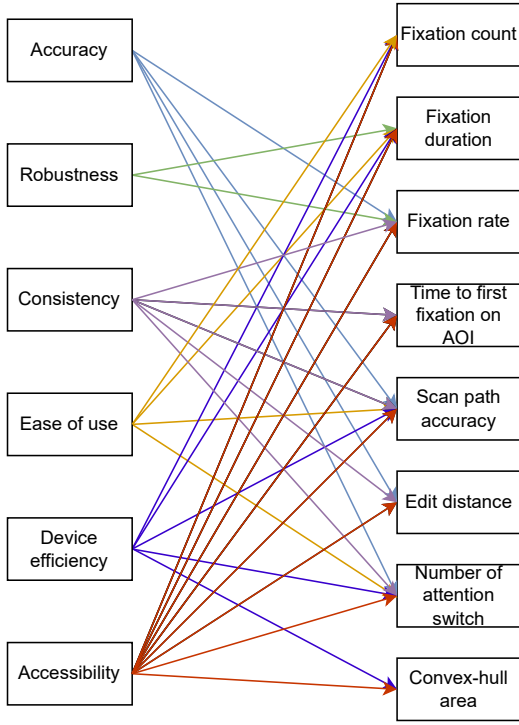 Accuracy
Robustness
Consistency
Ease of use
Device
efficiency
Accessibility
Fixation count
Fixation
duration
Fixation rate
Time to first
fixation on
AOI
Scan path
accuracy
Edit distance
Number of
attention
switch
Convex-hull
area